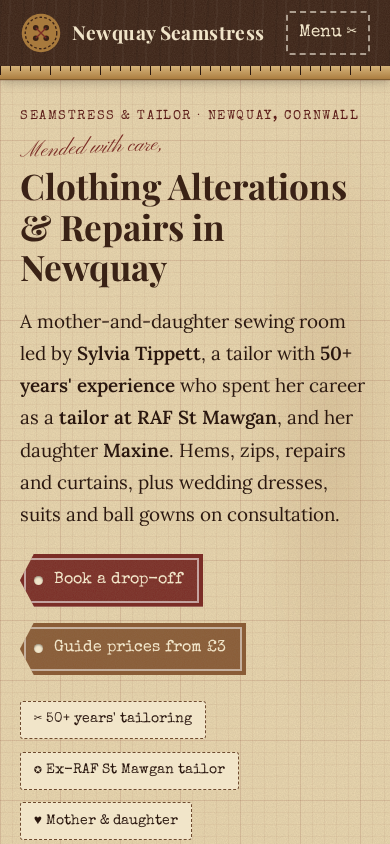 Newquay Seamstress
Menu ✂
SEAMSTRESS & TAILOR · NEWQUAY, CORNWALL
Mended with care,
Clothing Alterations
& Repairs in
Newquay
A mother-and-daughter sewing room
led by Sylvia Tippett, a tailor with 50+
years' experience who spent her career
as a tailor at RAF St Mawgan, and her
daughter Maxine. Hems, zips, repairs
and curtains, plus wedding dresses,
suits and ball gowns on consultation.
Book a drop-off
Guide prices from £3
✂ 50+ years' tailoring
✪ Ex-RAF St Mawgan tailor
♥ Mother & daughter